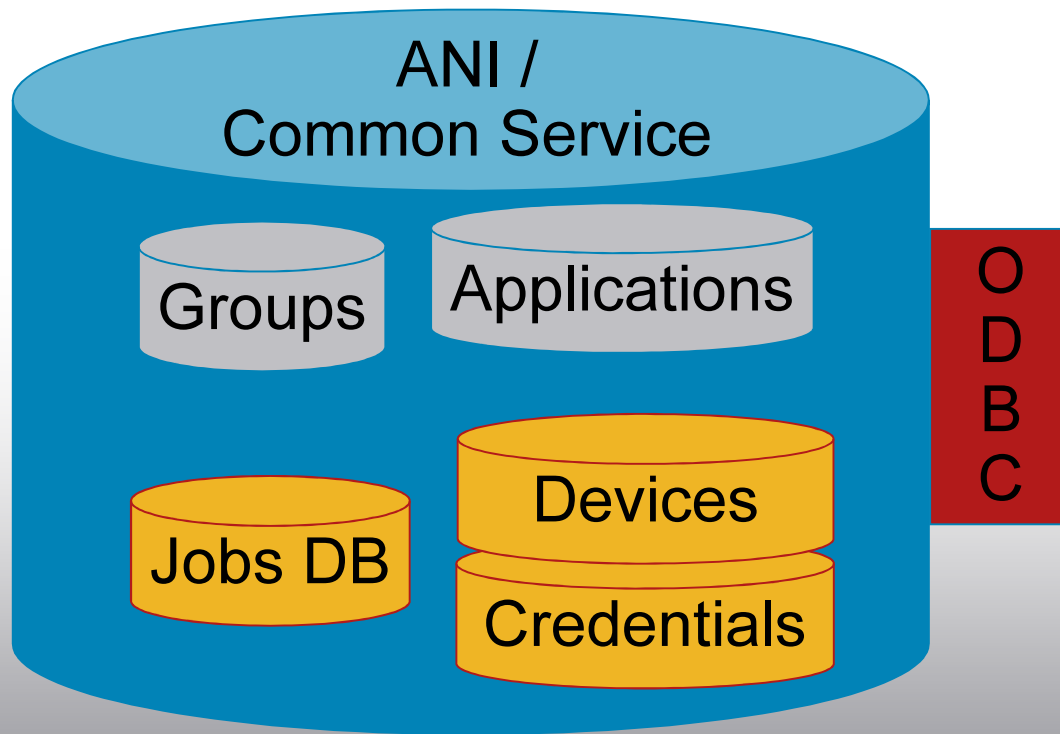 ANI /
Common Service
Groups
Applications
O
D
B
C
Jobs DB
Devices
Credentials